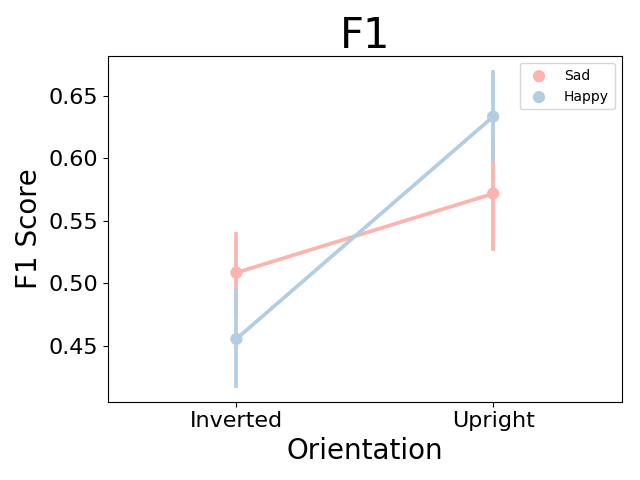 F1
Sad
Happy
0.65
0.60
0.55
0.50
0.45
F1 Score
Inverted
Upright
Orientation